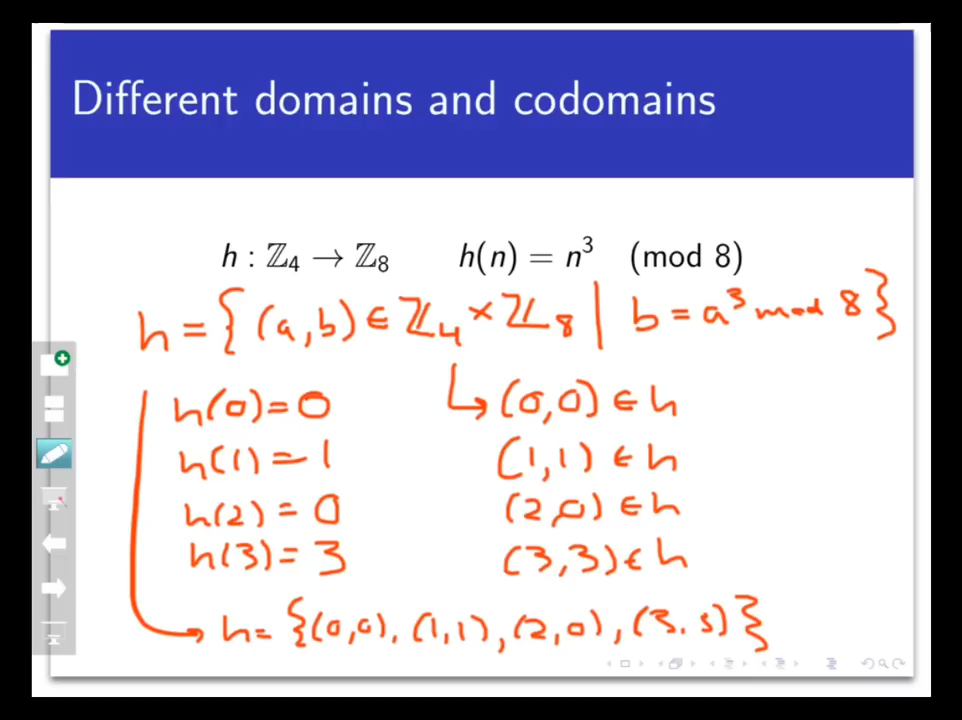 Different domains and codomains
h : ℤ₄ → ℤ₈ h(n) = n³ (mod 8)
h = {(a,b) ∈ ℤ₄ × ℤ₈ | b = a³ mod 8}
h(0) = 0 ↳ (0,0) ∈ h
h(1) = 1 (1,1) ∈ h
h(2) = 0 (2,0) ∈ h
h(3) = 3 (3,3) ∈ h
h = {(0,0), (1,1), (2,0), (3,3)}